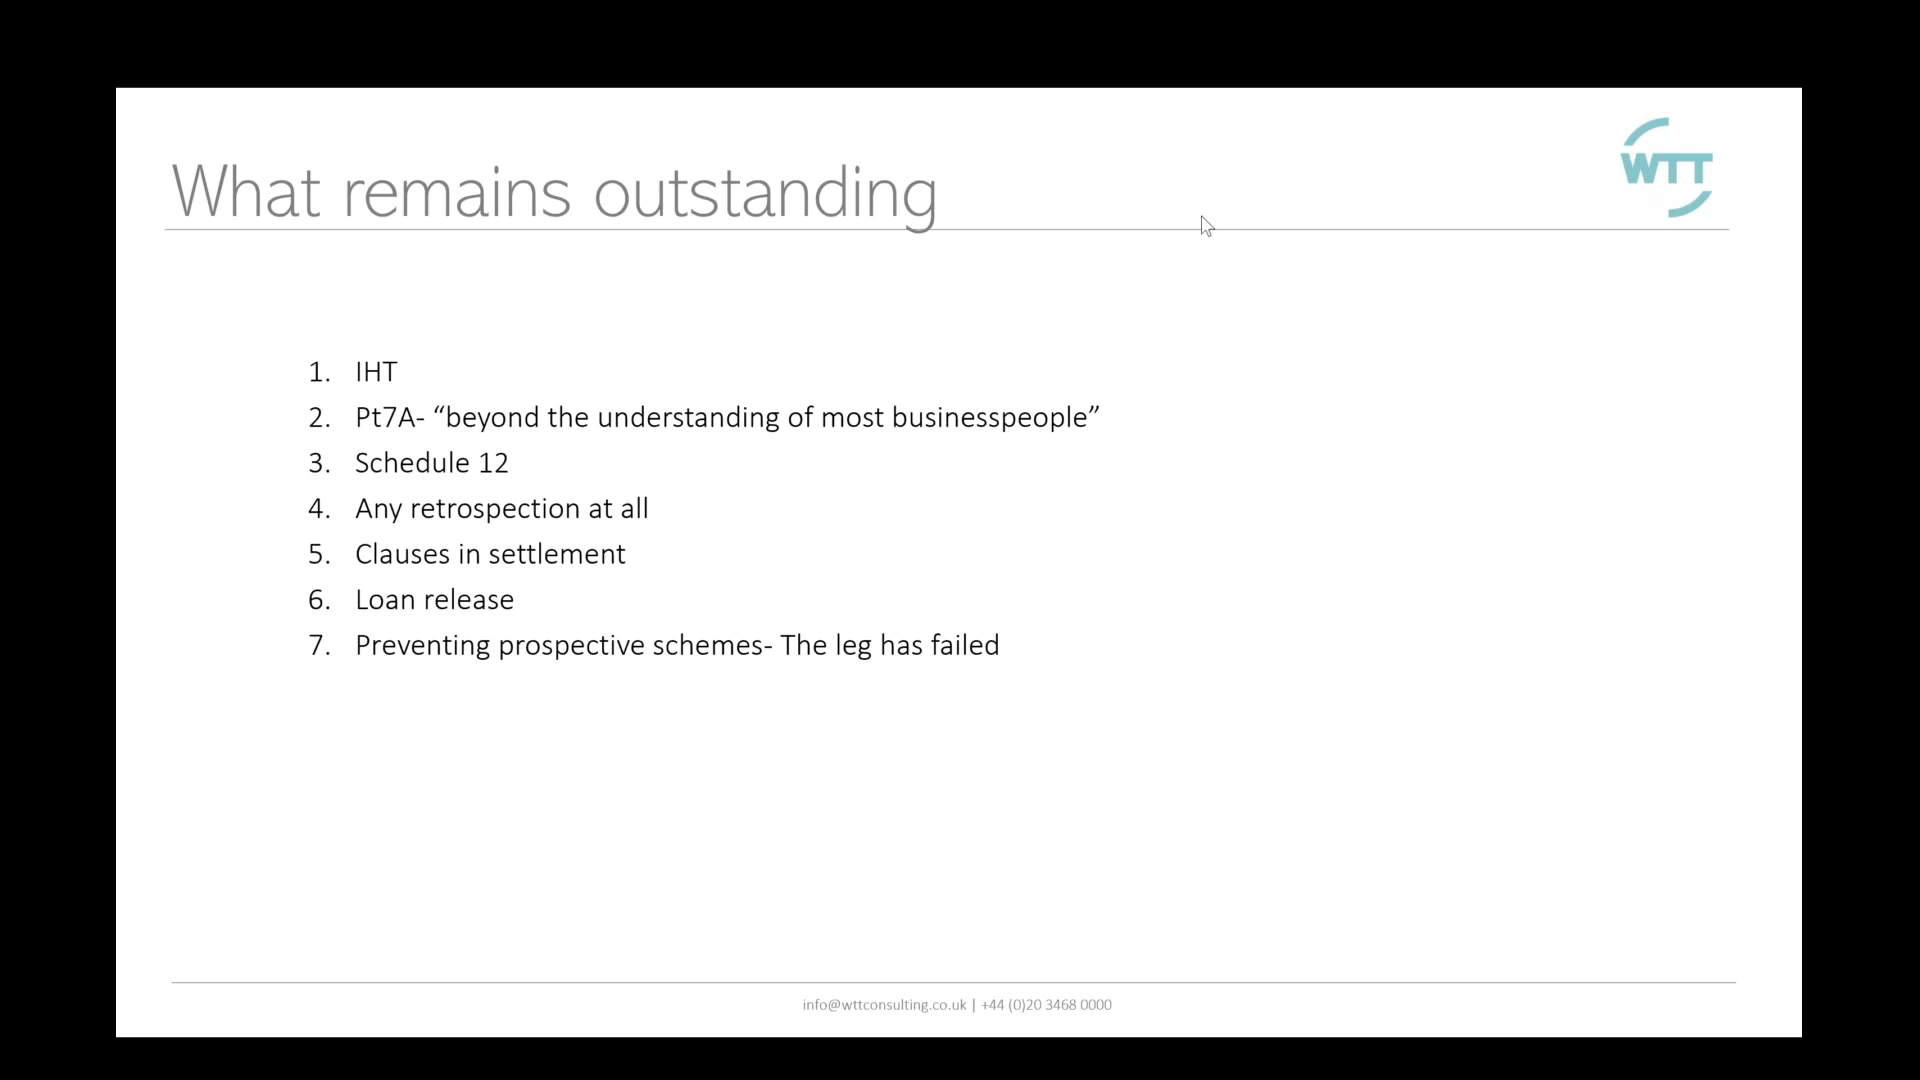 What remains outstanding
WTT
1. IHT
2. Pt7A- “beyond the understanding of most businesspeople”
3. Schedule 12
4. Any retrospection at all
5. Clauses in settlement
6. Loan release
7. Preventing prospective schemes- The leg has failed
info@wttconsulting.co.uk | +44 (0)20 3468 0000